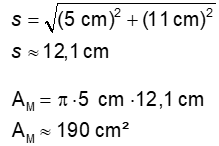 s = √((5 cm)² + (11 cm)²)
s ≈ 12,1 cm
A_M = π · 5 cm · 12,1 cm
A_M ≈ 190 cm²